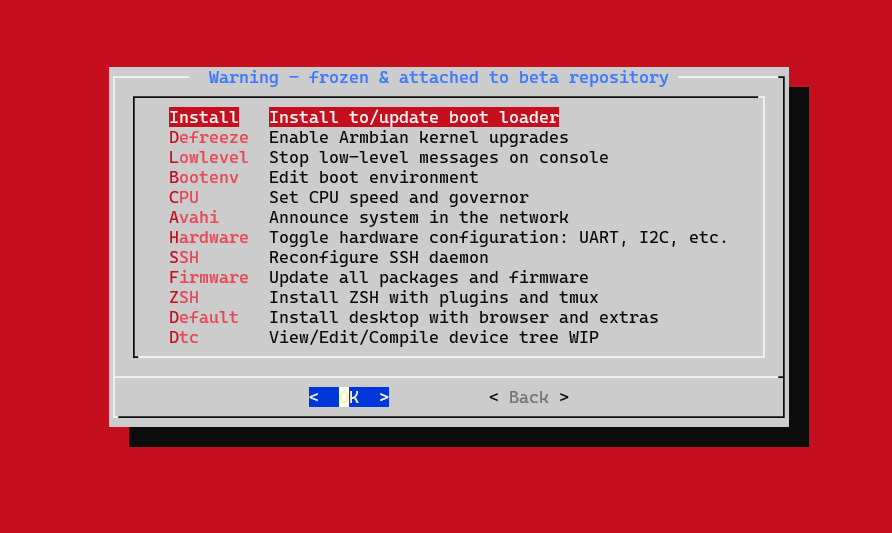 Warning - frozen & attached to beta repository
Install Install to/update boot loader
Defreeze Enable Armbian kernel upgrades
Lowlevel Stop low-level messages on console
Bootenv Edit boot environment
CPU Set CPU speed and governor
Avahi Announce system in the network
Hardware Toggle hardware configuration: UART, I2C, etc.
SSH Reconfigure SSH daemon
Firmware Update all packages and firmware
ZSH Install ZSH with plugins and tmux
Default Install desktop with browser and extras
Dtc View/Edit/Compile device tree WIP
< OK > < Back >